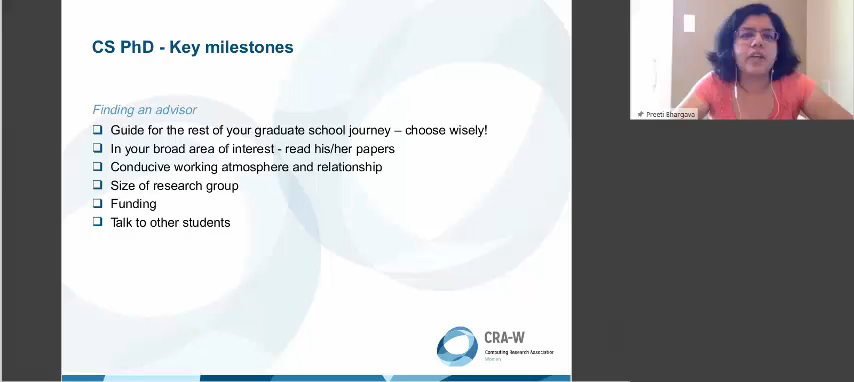 CS PhD - Key milestones
Finding an advisor
Guide for the rest of your graduate school journey – choose wisely!
In your broad area of interest - read his/her papers
Conducive working atmosphere and relationship
Size of research group
Funding
Talk to other students
CRA-W
Computing Research Association
Women
Preeti Bhargava